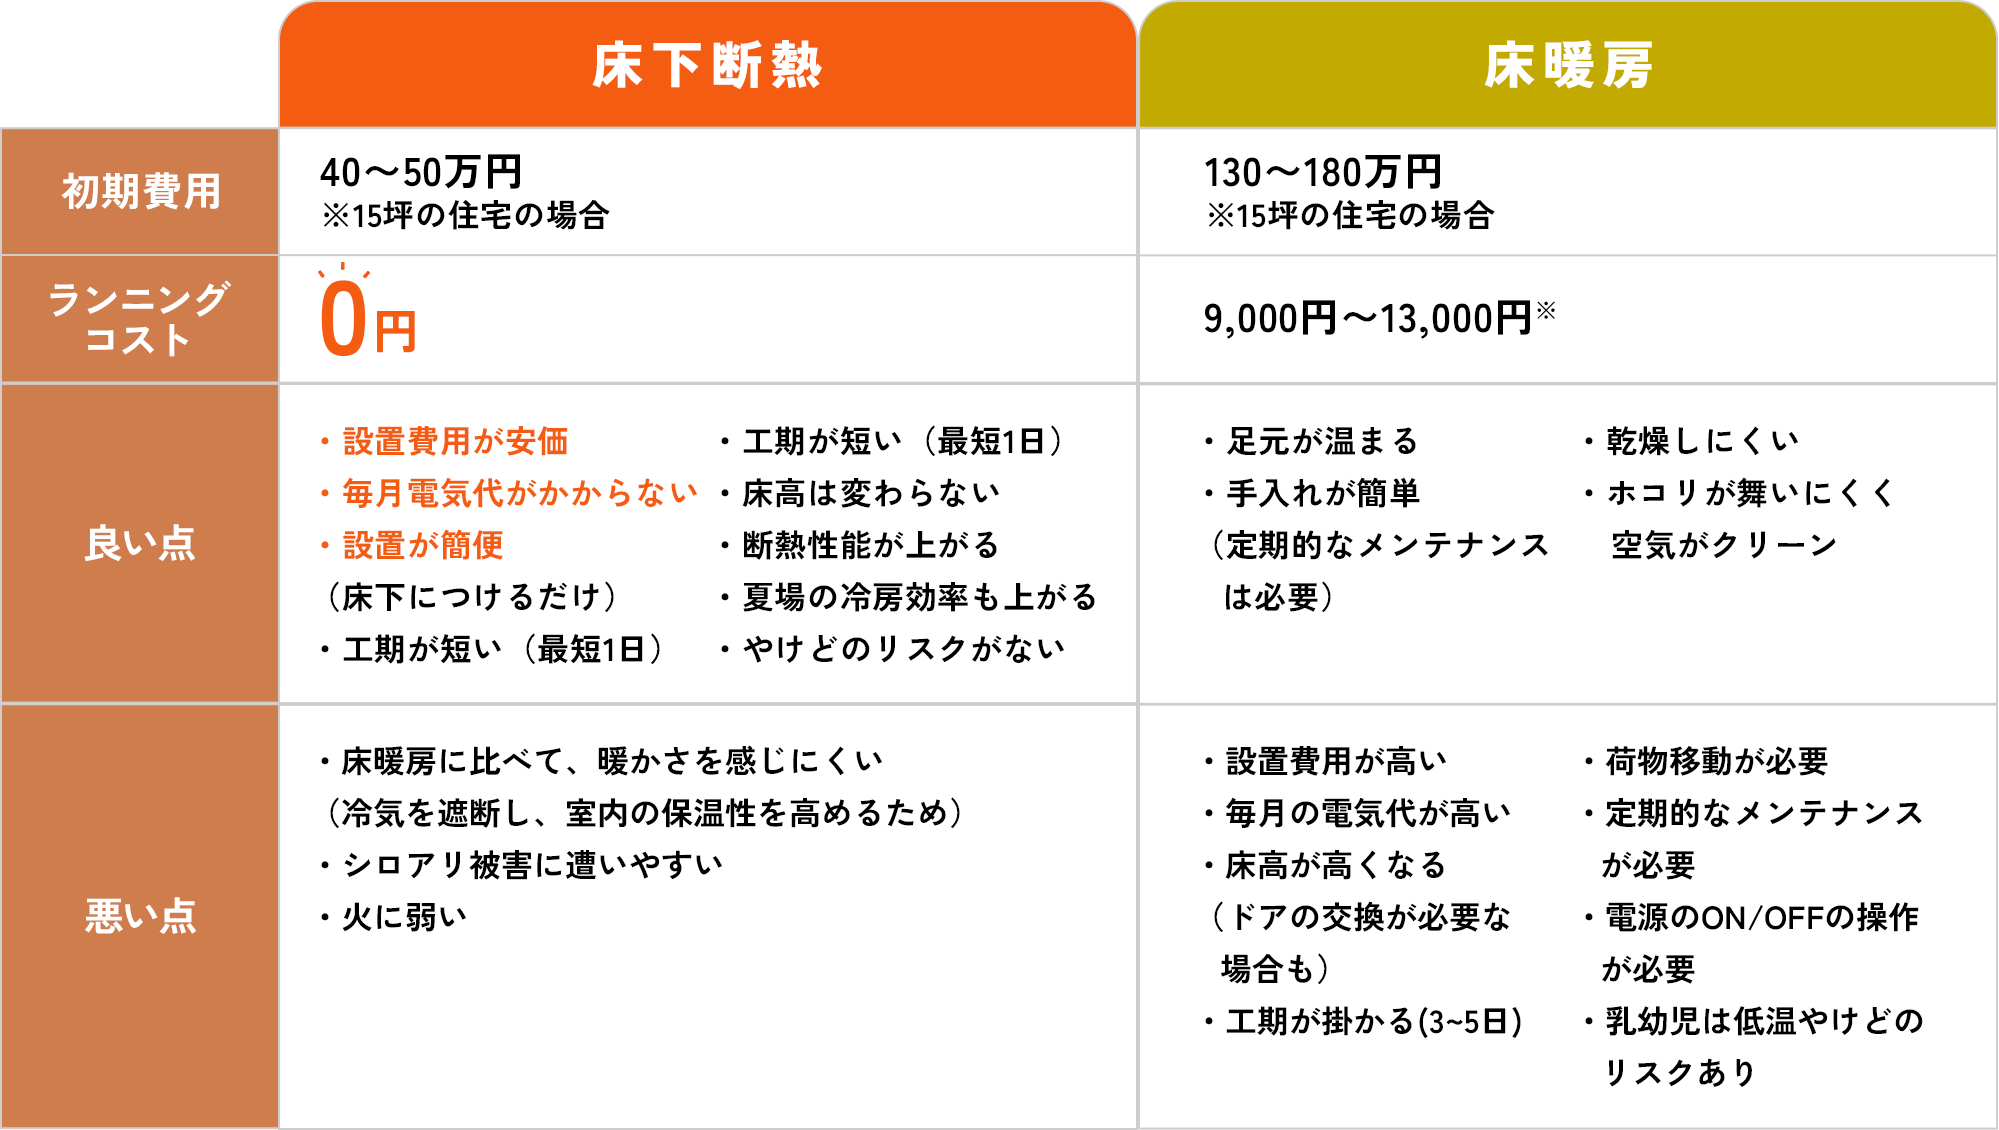 床下断熱
床暖房
初期費用
40〜50万円
※15坪の住宅の場合
130〜180万円
※15坪の住宅の場合
ランニング
コスト
0円
9,000円〜13,000円※
良い点
・設置費用が安価
・毎月電気代がかからない
・設置が簡便
（床下につけるだけ）
・工期が短い（最短1日）
・工期が短い（最短1日）
・床高は変わらない
・断熱性能が上がる
・夏場の冷房効率も上がる
・やけどのリスクがない
・足元が温まる
・手入れが簡単
（定期的なメンテナンス
は必要）
・乾燥しにくい
・ホコリが舞いにくく
空気がクリーン
悪い点
・床暖房に比べて、暖かさを感じにくい
（冷気を遮断し、室内の保温性を高めるため）
・シロアリ被害に遭いやすい
・火に弱い
・設置費用が高い
・毎月の電気代が高い
・床高が高くなる
（ドアの交換が必要な
場合も）
・工期が掛かる(3~5日)
・荷物移動が必要
・定期的なメンテナンス
が必要
・電源のON/OFFの操作
が必要
・乳幼児は低温やけどの
リスクあり